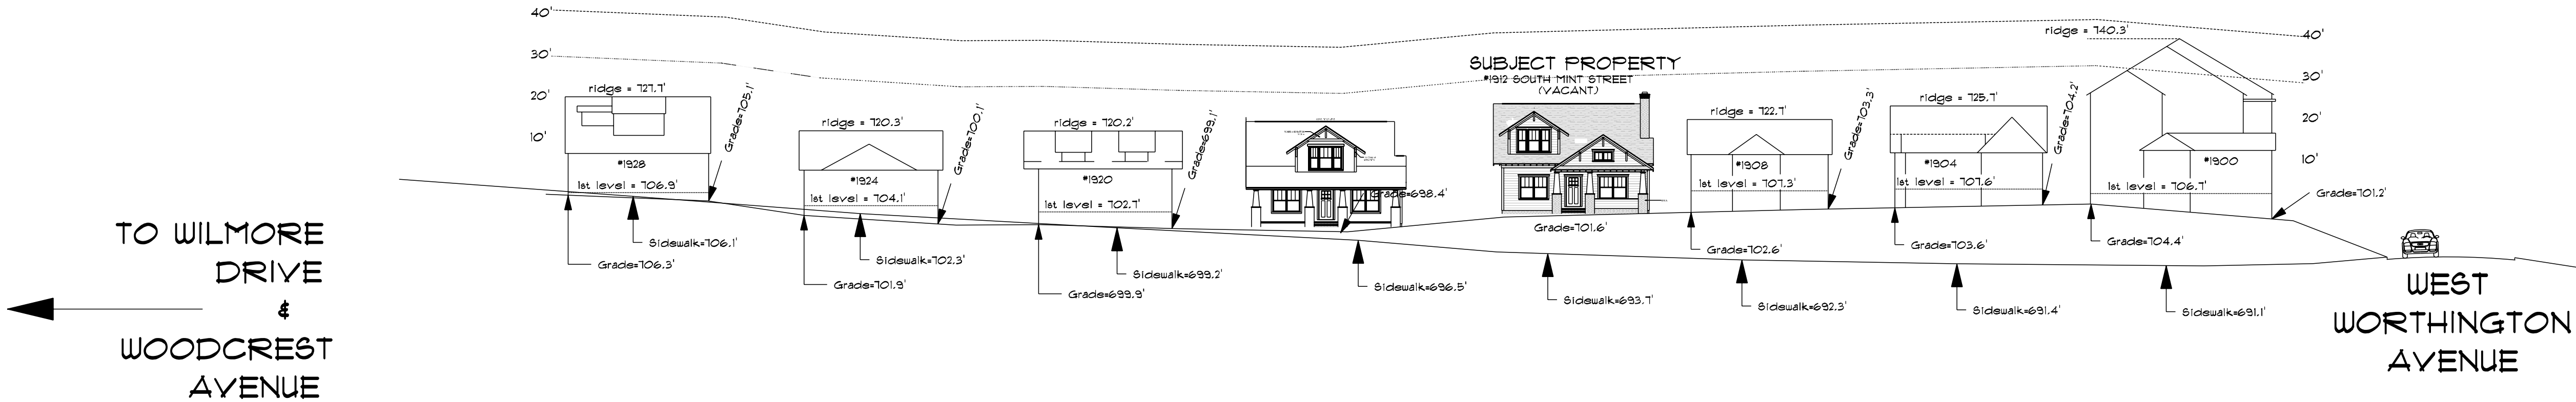 40'
30'
20'
10'
ridge = 727.7'
#1928
1st level = 706.9'
Grade=705.1'
Sidewalk=706.1'
Grade=706.3'
ridge = 720.3'
#1924
1st level = 704.1'
Grade=700.1'
Sidewalk=702.3'
Grade=701.9'
ridge = 720.2'
#1920
1st level = 702.7'
Grade=699.1'
Sidewalk=699.2'
Grade=699.9'
Grade=698.4'
Sidewalk=696.5'
SUBJECT PROPERTY
#1912 SOUTH MINT STREET
(VACANT)
Grade=701.6'
Sidewalk=693.7'
ridge = 722.7'
#1908
1st level = 707.3'
Grade=703.3'
Grade=702.6'
Sidewalk=692.3'
ridge = 725.7'
#1904
1st level = 707.6'
Grade=704.2'
Grade=703.6'
Sidewalk=691.4'
ridge = 740.3'
#1900
1st level = 706.7'
Grade=701.2'
Grade=704.4'
Sidewalk=691.1'
40'
30'
20'
10'
TO WILMORE
DRIVE
&
WOODCREST
AVENUE
WEST
WORTHINGTON
AVENUE